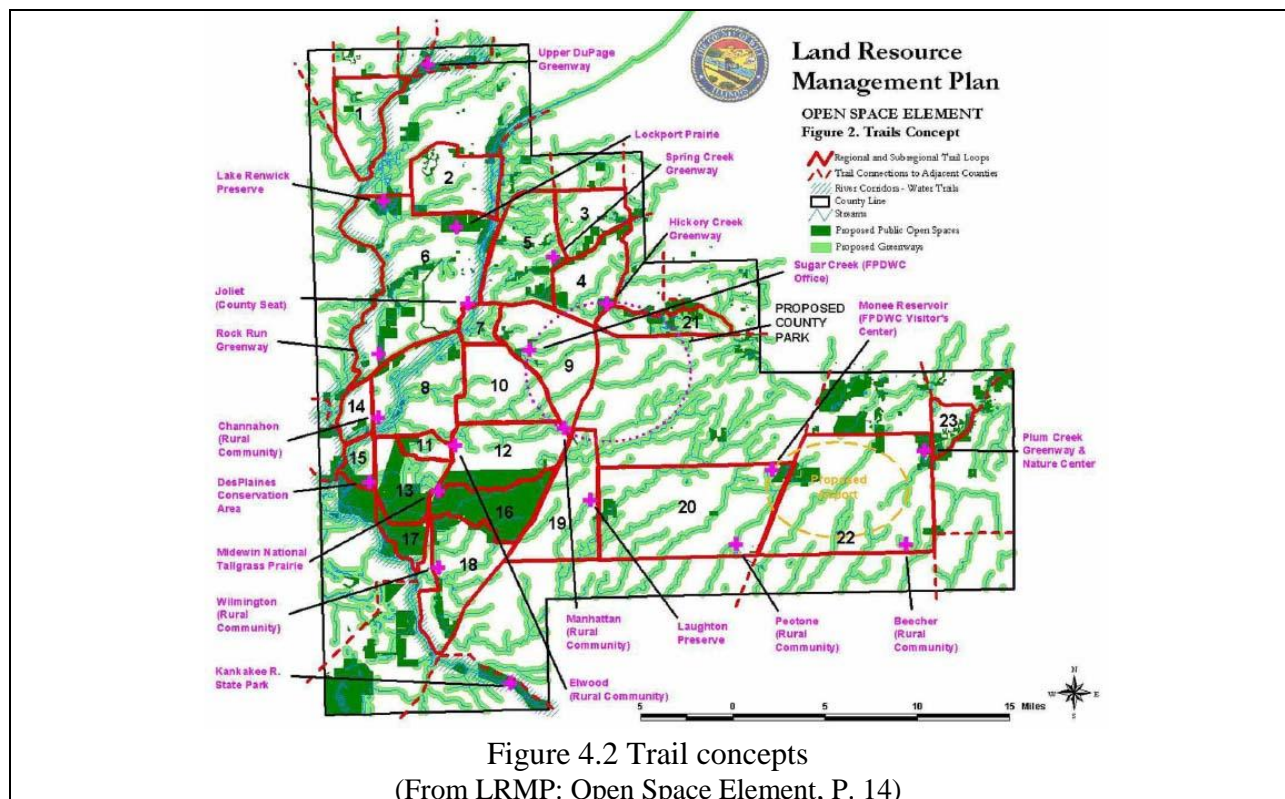 Land Resource
Management Plan
OPEN SPACE ELEMENT
Figure 2. Trails Concept
Regional and Subregional Trail Loops
Trail Connections to Adjacent Counties
River Corridors - Water Trails
County Line
Streams
Proposed Public Open Spaces
Proposed Greenways
Upper DuPage
Greenway
Lockport Prairie
Spring Creek
Greenway
Lake Renwick
Preserve
Hickory Creek
Greenway
Sugar Creek (FPDWC
Office)
Joliet
(County Seat)
PROPOSED
COUNTY
PARK
Monee Reservoir
(FPDWC Visitor's
Center)
Rock Run
Greenway
Channahon
(Rural
Community)
Plum Creek
Greenway &
Nature Center
DesPlaines
Conservation
Area
Proposed
Midewin National
Tallgrass Prairie
Wilmington
(Rural
Community)
Manhattan
(Rural
Community)
Laughton
Preserve
Peotone
(Rural
Community)
Beecher
(Rural
Community)
Kankakee R.
State Park
Elwood
(Rural Community)
1
2
3
4
5
6
7
21
9
8
10
14
23
11
12
15
13
16
20
19
22
17
18
N
W
E
S
5 0 5 10 15 Miles
Figure 4.2 Trail concepts
(From LRMP: Open Space Element, P. 14)